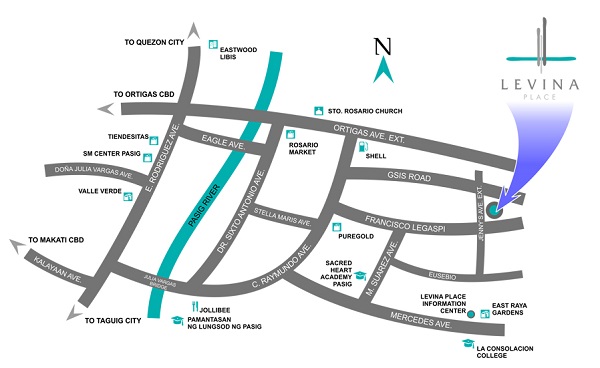 TO QUEZON CITY
EASTWOOD
LIBIS
N
LEVINA
PLACE
TO ORTIGAS CBD
STO. ROSARIO CHURCH
ORTIGAS AVE. EXT.
TIENDESITAS
SM CENTER PASIG
EAGLE AVE.
ROSARIO
MARKET
SHELL
DOÑA JULIA VARGAS AVE.
E. RODRIGUEZ AVE.
GSIS ROAD
VALLE VERDE
PASIG RIVER
DR. SIXTO ANTONIO AVE.
STELLA MARIS AVE.
FRANCISCO LEGASPI
JENNY'S AVE. EXT.
PUREGOLD
TO MAKATI CBD
KALAYAAN AVE.
JULIA VARGAS
BRIDGE
C. RAYMUNDO AVE.
SACRED
HEART
ACADEMY
PASIG
M. SUAREZ AVE.
EUSEBIO
LEVINA PLACE
INFORMATION
CENTER
EAST RAYA
GARDENS
JOLLIBEE
PAMANTASAN
NG LUNGSOD NG PASIG
MERCEDES AVE.
TO TAGUIG CITY
LA CONSOLACION
COLLEGE